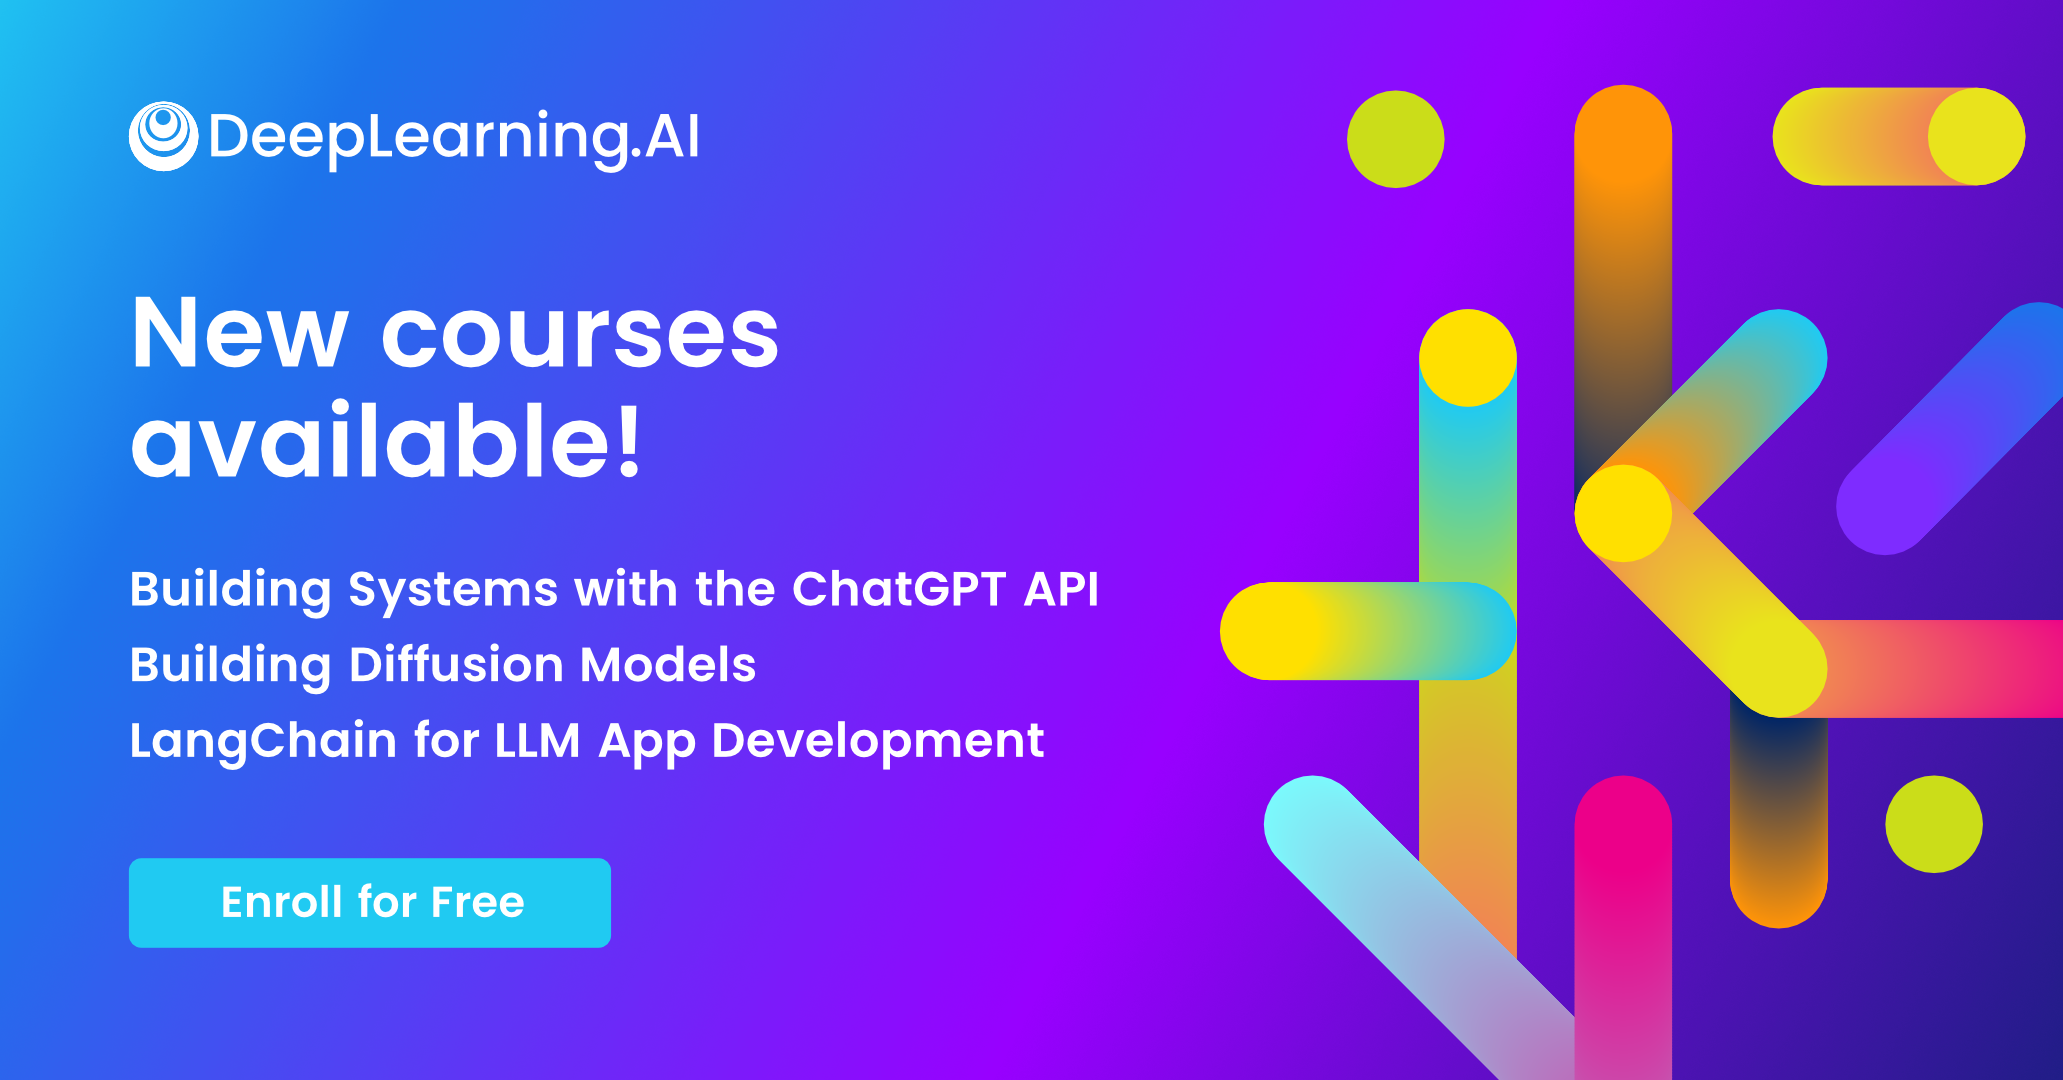 DeepLearning.AI
New courses
available!
Building Systems with the ChatGPT API
Building Diffusion Models
LangChain for LLM App Development
Enroll for Free